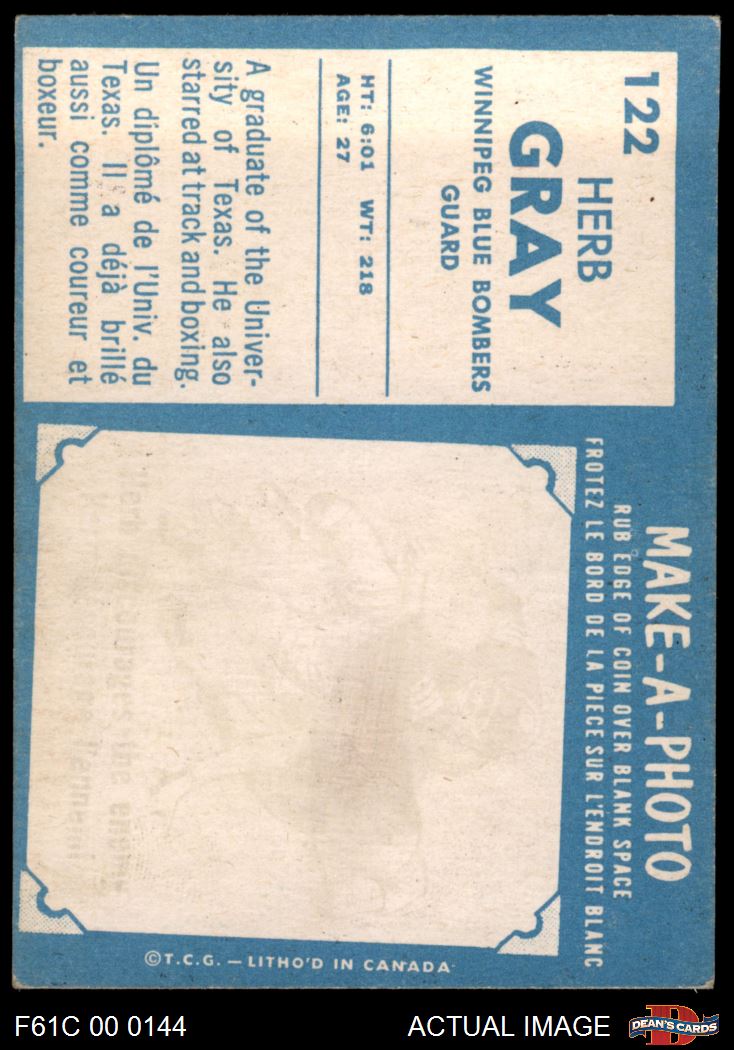 122
HERB
GRAY
WINNIPEG BLUE BOMBERS
GUARD
HT: 6:01 WT: 218
AGE: 27
A graduate of the Univer-
sity of Texas. He also
starred at track and boxing.
Un diplômé de l'Univ. du
Texas. Il a déjà brillé
aussi comme coureur et
boxeur.
MAKE-A-PHOTO
RUB EDGE OF COIN OVER BLANK SPACE
FROTEZ LE BORD DE LA PIECE SUR L'ENDROIT BLANC
©T.C.G. — LITHO'D IN CANADA
F61C 00 0144
ACTUAL IMAGE
D
DEAN'S CARDS